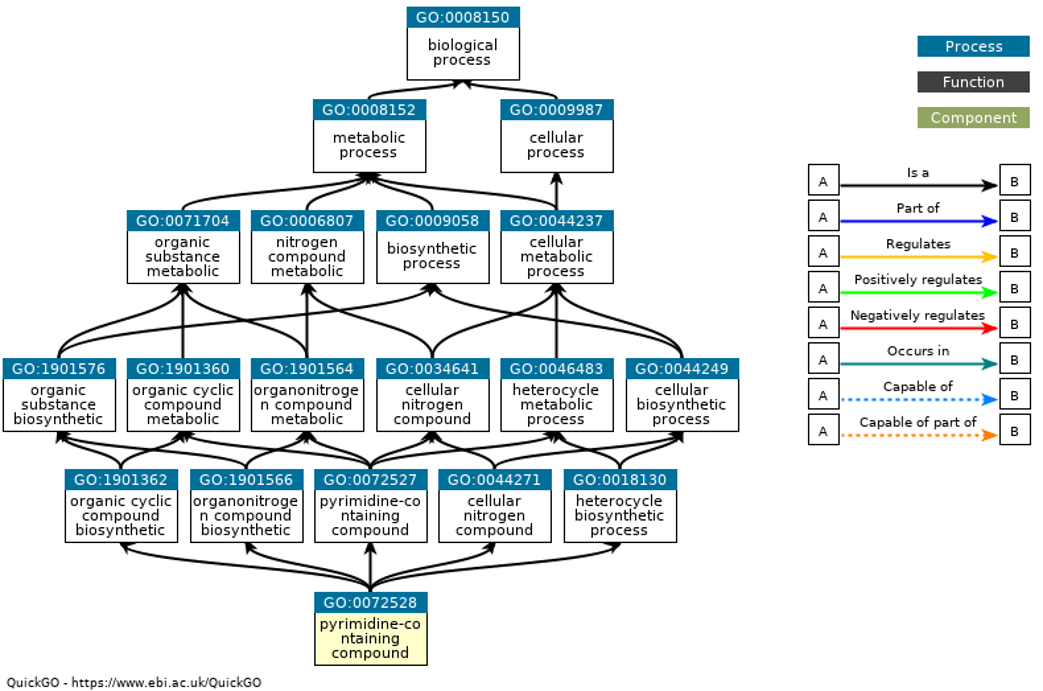 GO:0008150
biological
process
Process
Function
Component
GO:0008152
metabolic
process
GO:0009987
cellular
process
A Is a B
A Part of B
A Regulates B
A Positively regulates B
A Negatively regulates B
A Occurs in B
A Capable of B
A Capable of part of B
GO:0071704
organic
substance
metabolic
GO:0006807
nitrogen
compound
metabolic
GO:0009058
biosynthetic
process
GO:0044237
cellular
metabolic
process
GO:1901576
organic
substance
biosynthetic
GO:1901360
organic cyclic
compound
metabolic
GO:1901564
organonitroge
n compound
metabolic
GO:0034641
cellular
nitrogen
compound
GO:0046483
heterocycle
metabolic
process
GO:0044249
cellular
biosynthetic
process
GO:1901362
organic cyclic
compound
biosynthetic
GO:1901566
organonitroge
n compound
biosynthetic
GO:0072527
pyrimidine-co
ntaining
compound
GO:0044271
cellular
nitrogen
compound
GO:0018130
heterocycle
biosynthetic
process
GO:0072528
pyrimidine-co
ntaining
compound
QuickGO - https://www.ebi.ac.uk/QuickGO